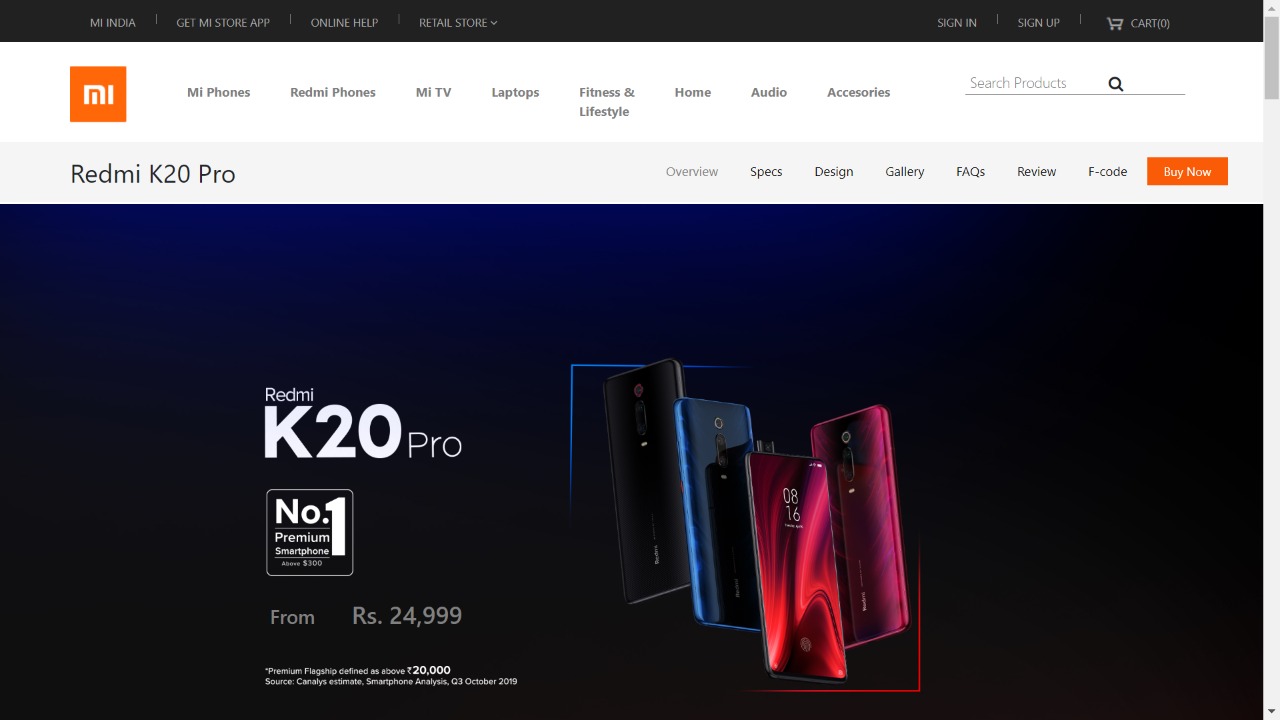 MI INDIA
GET MI STORE APP
ONLINE HELP
RETAIL STORE
SIGN IN
SIGN UP
CART(0)
mi
Mi Phones
Redmi Phones
Mi TV
Laptops
Fitness &
Lifestyle
Home
Audio
Accesories
Search Products
Redmi K20 Pro
Overview
Specs
Design
Gallery
FAQs
Review
F-code
Buy Now
Redmi
K20 Pro
No.1
Premium
Smartphone
Above $300
From Rs. 24,999
*Premium Flagship defined as above ₹20,000
Source: Canalys estimate, Smartphone Analysis, Q3 October 2019
08
16
Redmi
Redmi
Redmi